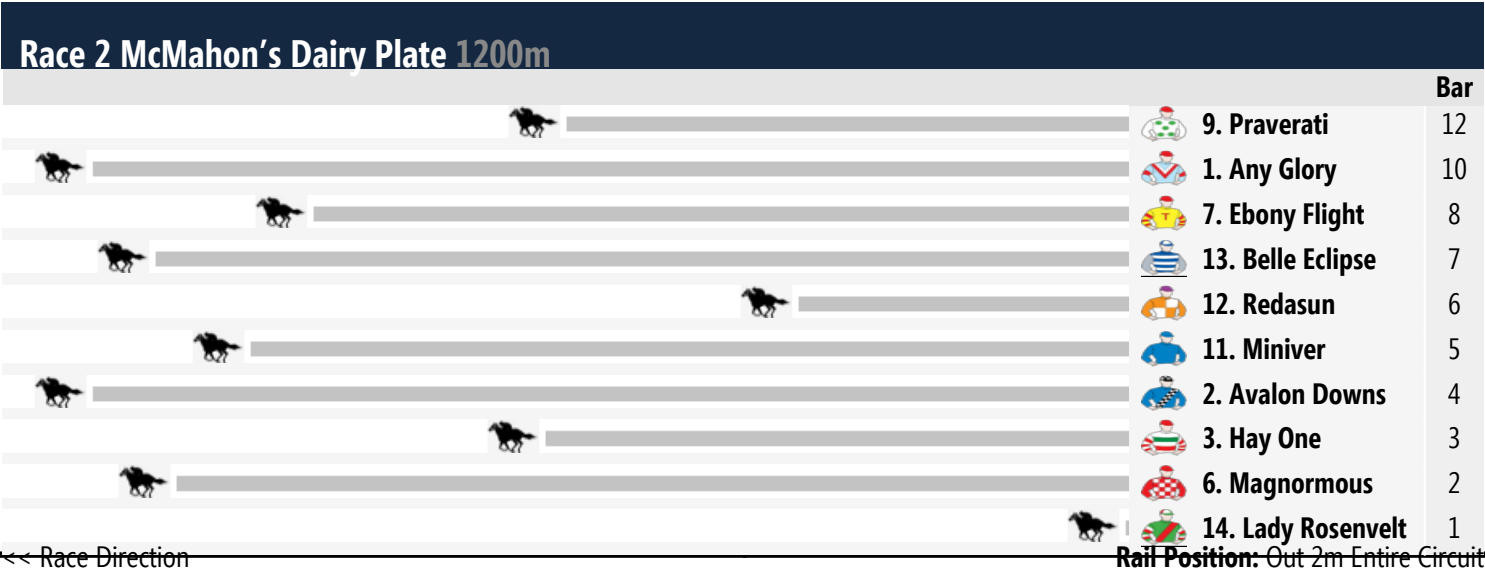 Race 2 McMahon's Dairy Plate 1200m
Bar
9. Praverati 12
1. Any Glory 10
T
7. Ebony Flight 8
13. Belle Eclipse 7
12. Redasun 6
11. Miniver 5
2. Avalon Downs 4
3. Hay One 3
6. Magnormous 2
14. Lady Rosenvelt 1
<< Race Direction Rail Position: Out 2m Entire Circuit